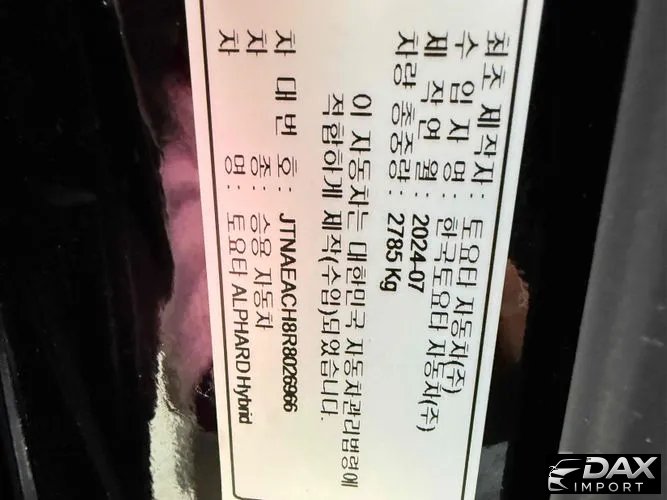 최초 제작자 : 토요타 자동차(주)
수 입 자 명 : 한국토요타 자동차(주)
제 작 연 월 : 2024-07
차 량 총 중 량 : 2785 Kg
이 자동차는 대한민국 자동차관리법령에
적합하게 제작(수입)되었습니다.
차 대 번 호 : JTNAEACH8R8026966
차 종 : 승용 자동차
차 명 : 토요타 ALPHARD Hybrid
DAX
IMPORT